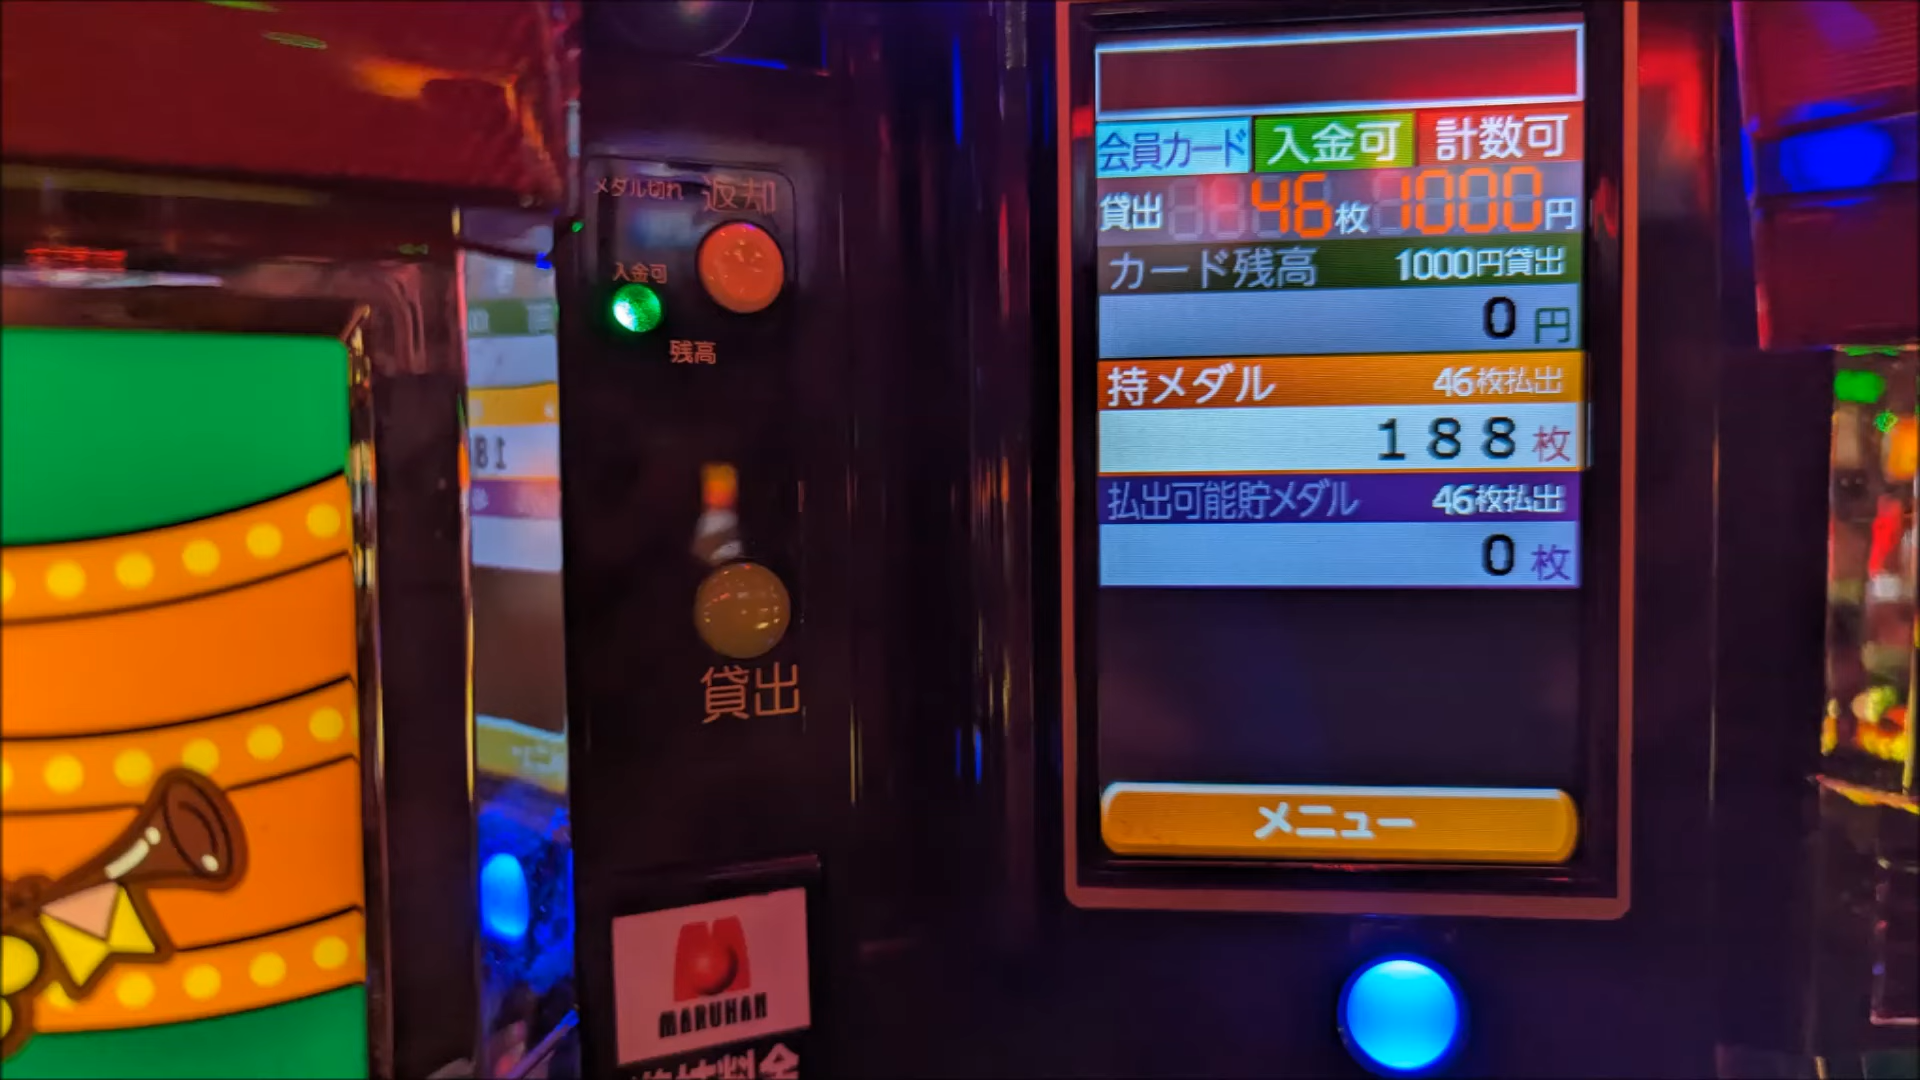 会員カード 入金可 計数可
貸出 46枚 1000円
カード残高 1000円貸出
0円
持メダル 46枚払出
188枚
払出可能貯メダル 46枚払出
0枚
メニュー
メダル切れ 返却
入金可
残高
貸出
MARUHAN